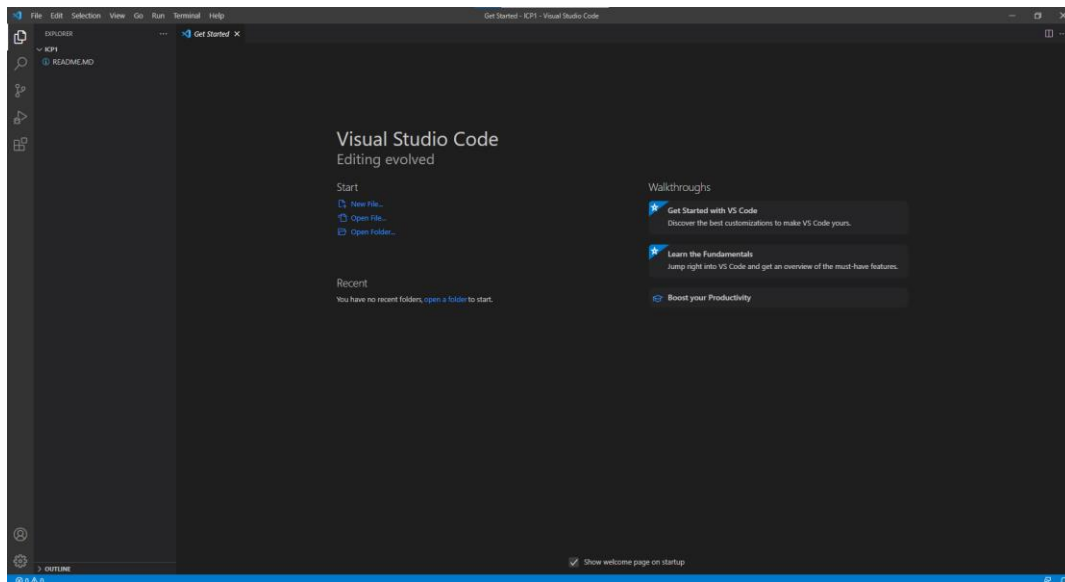 File Edit Selection View Go Run Terminal Help
Get Started - ICP1 - Visual Studio Code
EXPLORER
Get Started
ICP1
README.MD
Visual Studio Code
Editing evolved
Start
New File...
Open File...
Open Folder...
Recent
You have no recent folders, open a folder to start.
Walkthroughs
Get Started with VS Code
Discover the best customizations to make VS Code yours.
Learn the Fundamentals
Jump right into VS Code and get an overview of the must-have features.
Boost your Productivity
Show welcome page on startup
OUTLINE
0 0